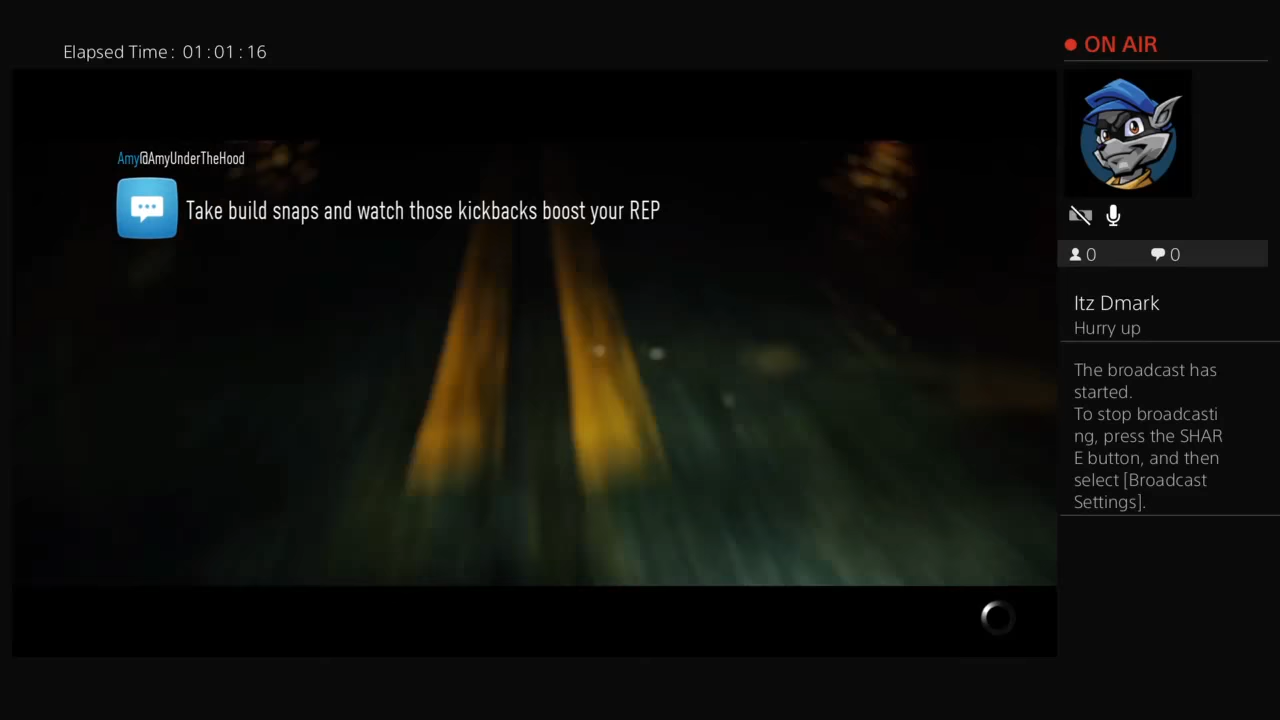 Elapsed Time: 01:01:16
ON AIR
Amy@AmyUnderTheHood
Take build snaps and watch those kickbacks boost your REP
0 0
Itz Dmark
Hurry up
The broadcast has
started.
To stop broadcasti
ng, press the SHAR
E button, and then
select [Broadcast
Settings].